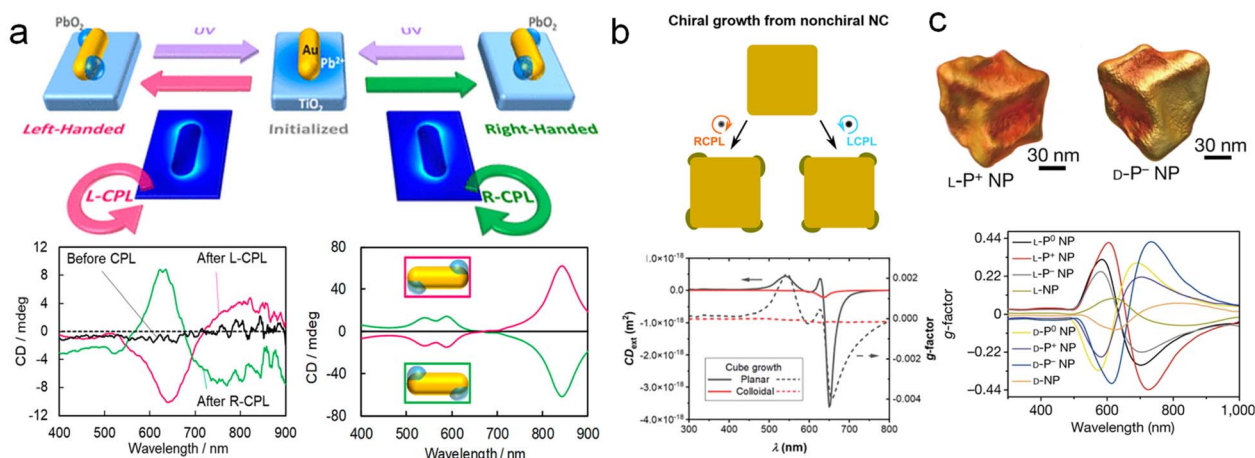 a
PbO₂
UV
Au
Pb²⁺
TiO₂
UV
PbO₂
Left-Handed
Initialized
Right-Handed
L-CPL
R-CPL
CD / mdeg
12
8
4
0
-4
-8
-12
Before CPL
After L-CPL
After R-CPL
400 500 600 700 800 900
Wavelength / nm
CD / mdeg
80
40
0
-40
-80
400 500 600 700 800 900
Wavelength / nm
b
Chiral growth from nonchiral NC
RCPL
LCPL
CDext (m²)
1.0×10⁻¹⁸
0.0
-1.0×10⁻¹⁸
-2.0×10⁻¹⁸
-3.0×10⁻¹⁸
-4.0×10⁻¹⁸
Cube growth
Planar
Colloidal
0.002
0.000
-0.002
-0.004
g-factor
300 400 500 600 700 800
λ (nm)
c
30 nm
30 nm
L-P⁺ NP
D-P⁻ NP
g-factor
0.44
0.22
0
-0.22
-0.44
L-P⁰ NP
L-P⁺ NP
L-P⁻ NP
L-NP
D-P⁰ NP
D-P⁺ NP
D-P⁻ NP
D-NP
400 600 800 1,000
Wavelength (nm)